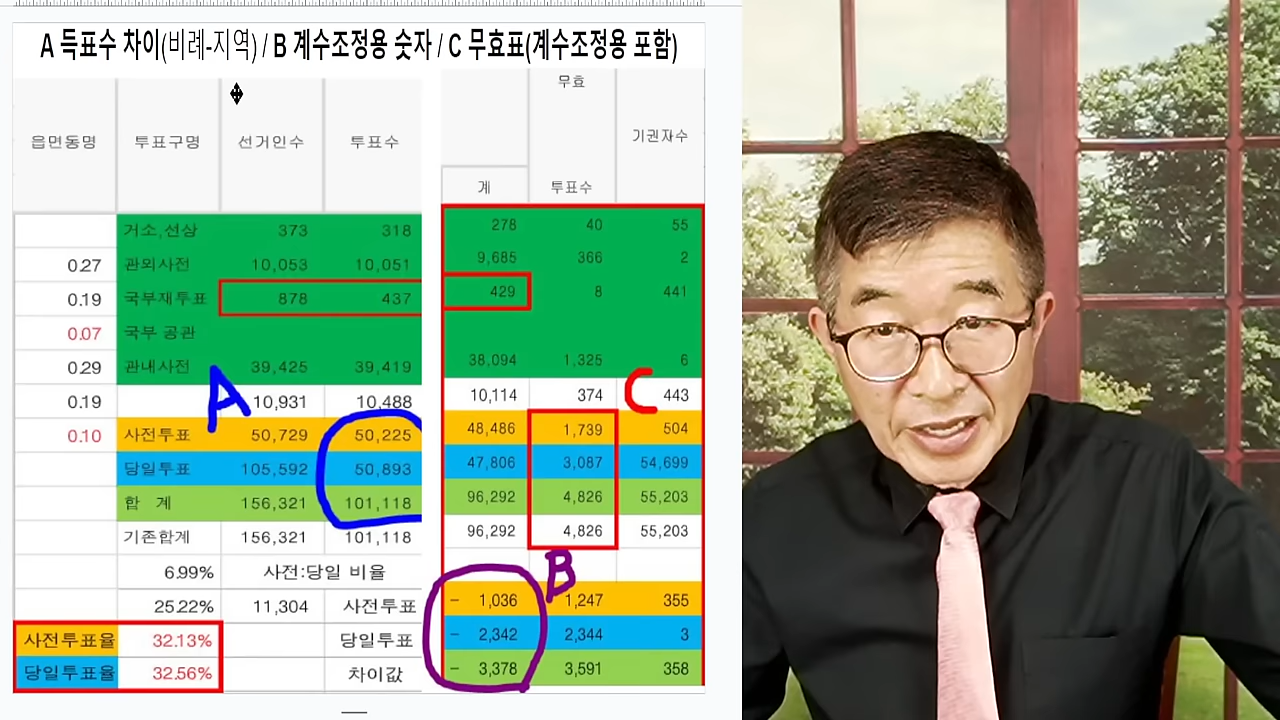 A 득표수 차이(비례-지역) / B 계수조정용 숫자 / C 무효표(계수조정용 포함)
읍면동명 투표구명 선거인수 투표수 계 무효 투표수 기권자수
거소,선상 373 318 278 40 55
0.27 관외사전 10,053 10,051 9,685 366 2
0.19 국부재투표 878 437 429 8 441
0.07 국부 공관
0.29 관내사전 39,425 39,419 38,094 1,325 6
0.19 10,931 10,488 10,114 374 443
0.10 사전투표 50,729 50,225 48,486 1,739 504
당일투표 105,592 50,893 47,806 3,087 54,699
합 계 156,321 101,118 96,292 4,826 55,203
기존합계 156,321 101,118 96,292 4,826 55,203
6.99% 사전:당일 비율
25.22% 11,304 사전투표 - 1,036 1,247 355
사전투표율 32.13% 당일투표 - 2,342 2,344 3
당일투표율 32.56% 차이값 - 3,378 3,591 358
A
B
C